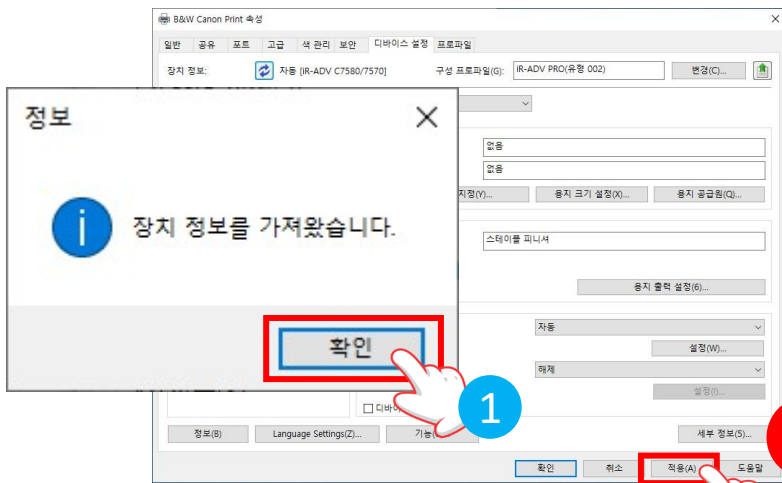 B&W Canon Print 속성
일반 공유 포트 고급 색 관리 보안 디바이스 설정 프로파일
장치 정보: 자동 [iR-ADV C7580/7570] 구성 프로파일(G): iR-ADV PRO(유형 002) 변경(C)...
정보
없음
없음
지정(Y)... 용지 크기 설정(X)... 용지 공급원(Q)...
장치 정보를 가져왔습니다.
스테이플 피니셔
용지 출력 설정(6)...
확인
자동
설정(W)...
해제
설정(I)...
1
정보(B) Language Settings(Z)... 세부 정보(5)...
확인 취소 적용(A) 도움말